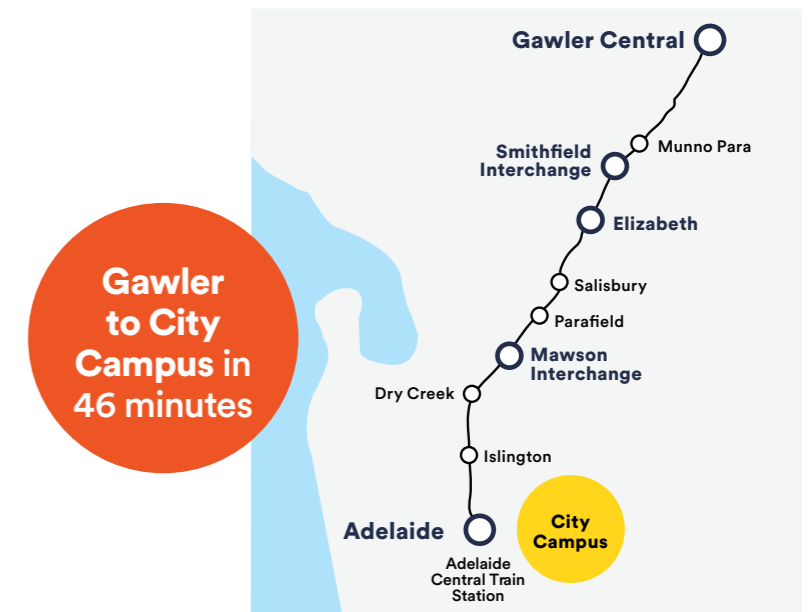 Gawler Central
Munno Para
Smithfield
Interchange
Elizabeth
Salisbury
Parafield
Mawson
Interchange
Dry Creek
Islington
Adelaide
Adelaide
Central Train
Station
City
Campus
Gawler
to City
Campus in
46 minutes